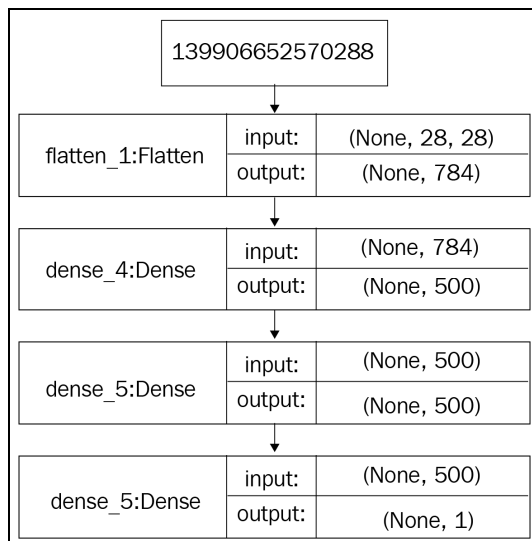 139906652570288
flatten_1:Flatten
input:
(None, 28, 28)
output:
(None, 784)
dense_4:Dense
input:
(None, 784)
output:
(None, 500)
dense_5:Dense
input:
(None, 500)
output:
(None, 500)
dense_5:Dense
input:
(None, 500)
output:
(None, 1)